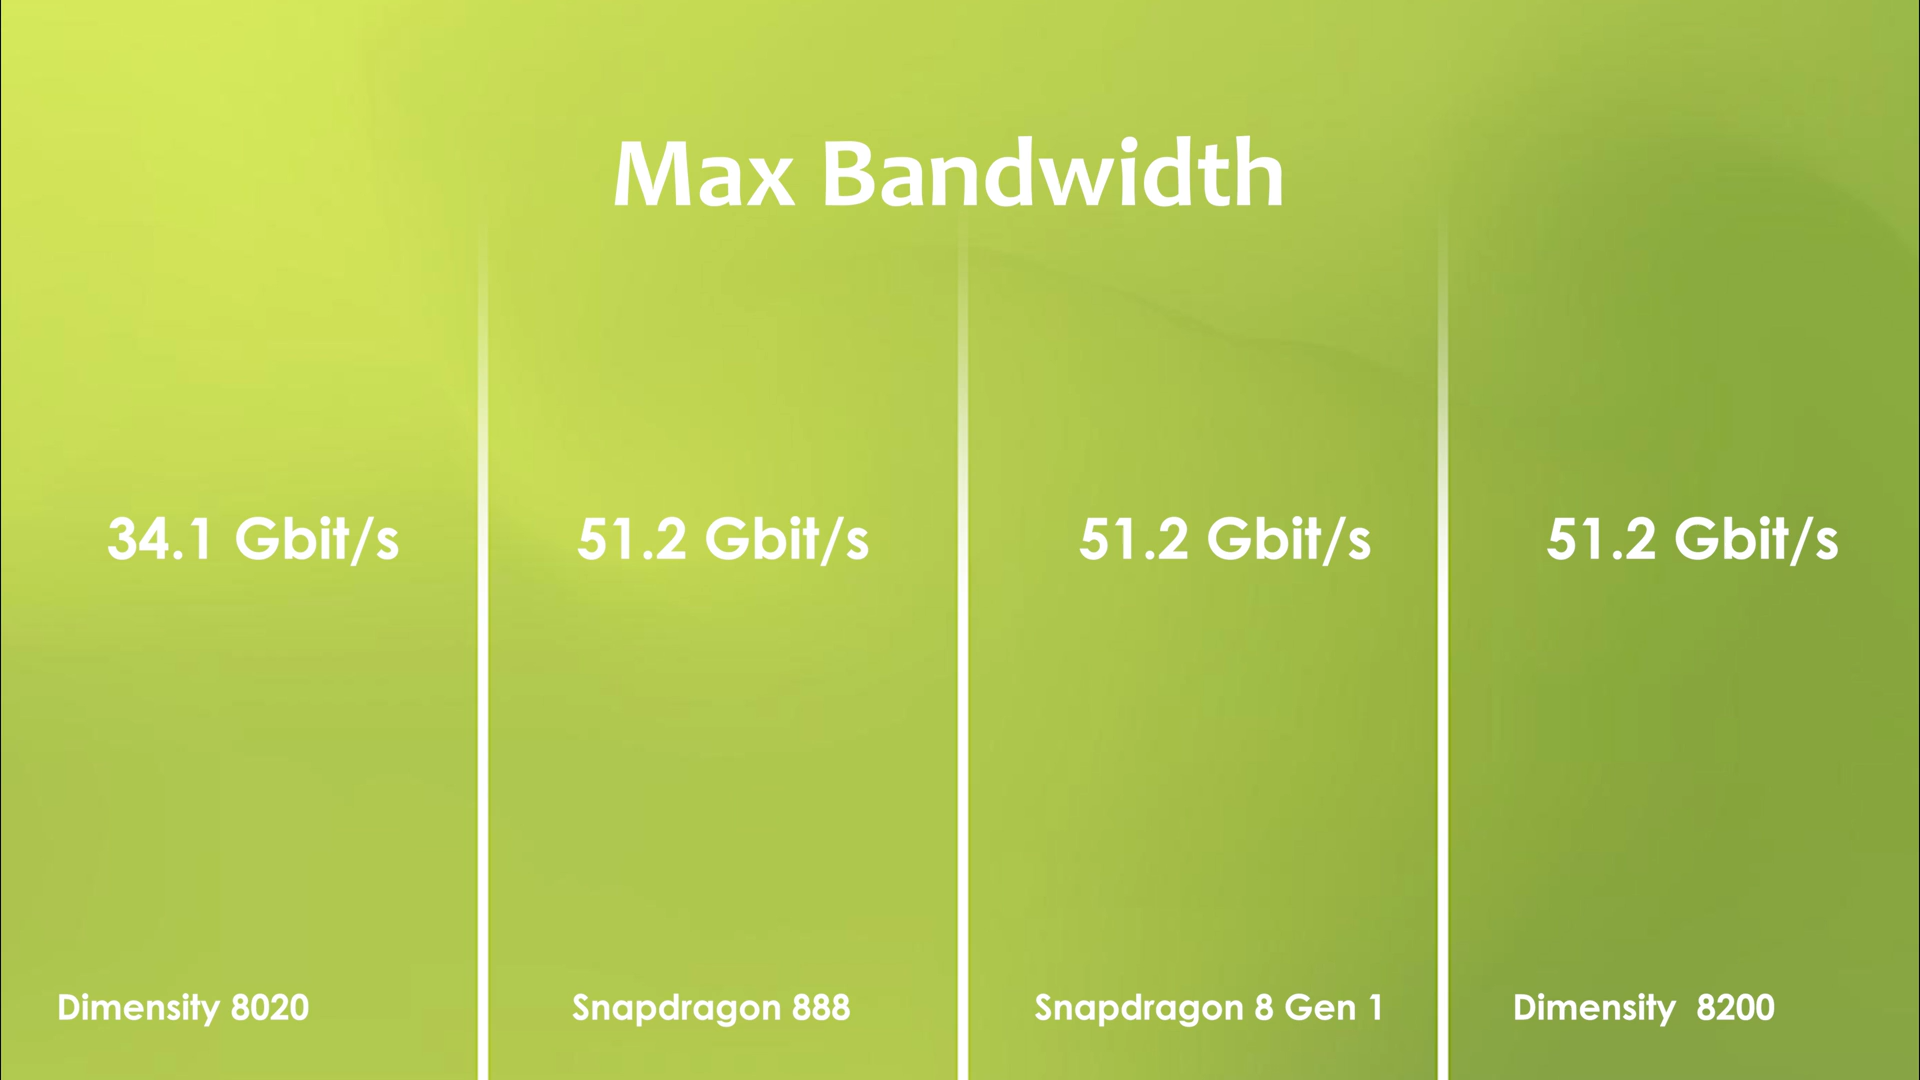 Max Bandwidth
34.1 Gbit/s
51.2 Gbit/s
51.2 Gbit/s
51.2 Gbit/s
Dimensity 8020
Snapdragon 888
Snapdragon 8 Gen 1
Dimensity  8200